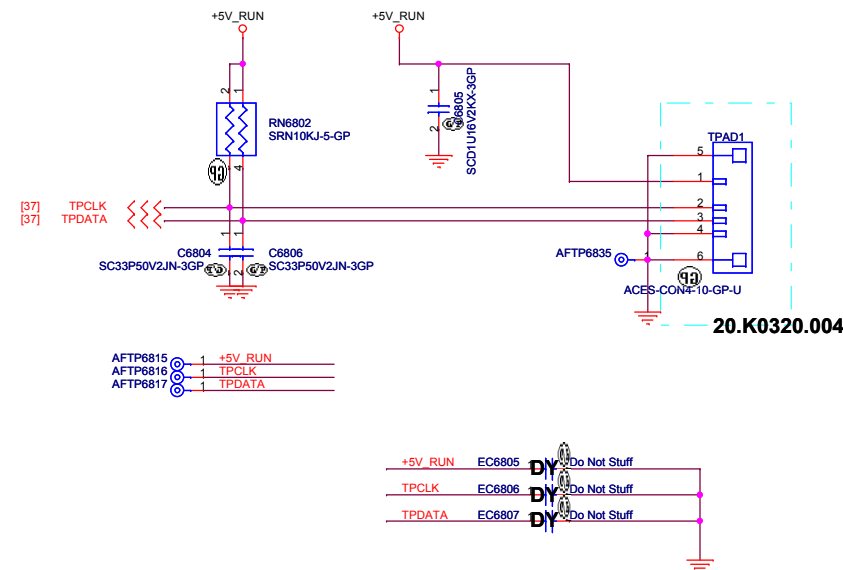 +5V_RUN
+5V_RUN
2 1
RN6802
SRN10KJ-5-GP
GP
4
1
2
SCD1U16V2KX-3GP
TPAD1
5
1
2
3
4
6
[37] TPCLK
[37] TPDATA
1 1
C6804
SC33P50V2JN-3GP
2 2
C6806
SC33P50V2JN-3GP
AFTP6835 1
GP
ACES-CON4-10-GP-U
20.K0320.004
AFTP6815 1 +5V_RUN
AFTP6816 1 TPCLK
AFTP6817 1 TPDATA
+5V_RUN EC6805 DY Do Not Stuff
TPCLK EC6806 DY Do Not Stuff
TPDATA EC6807 DY Do Not Stuff